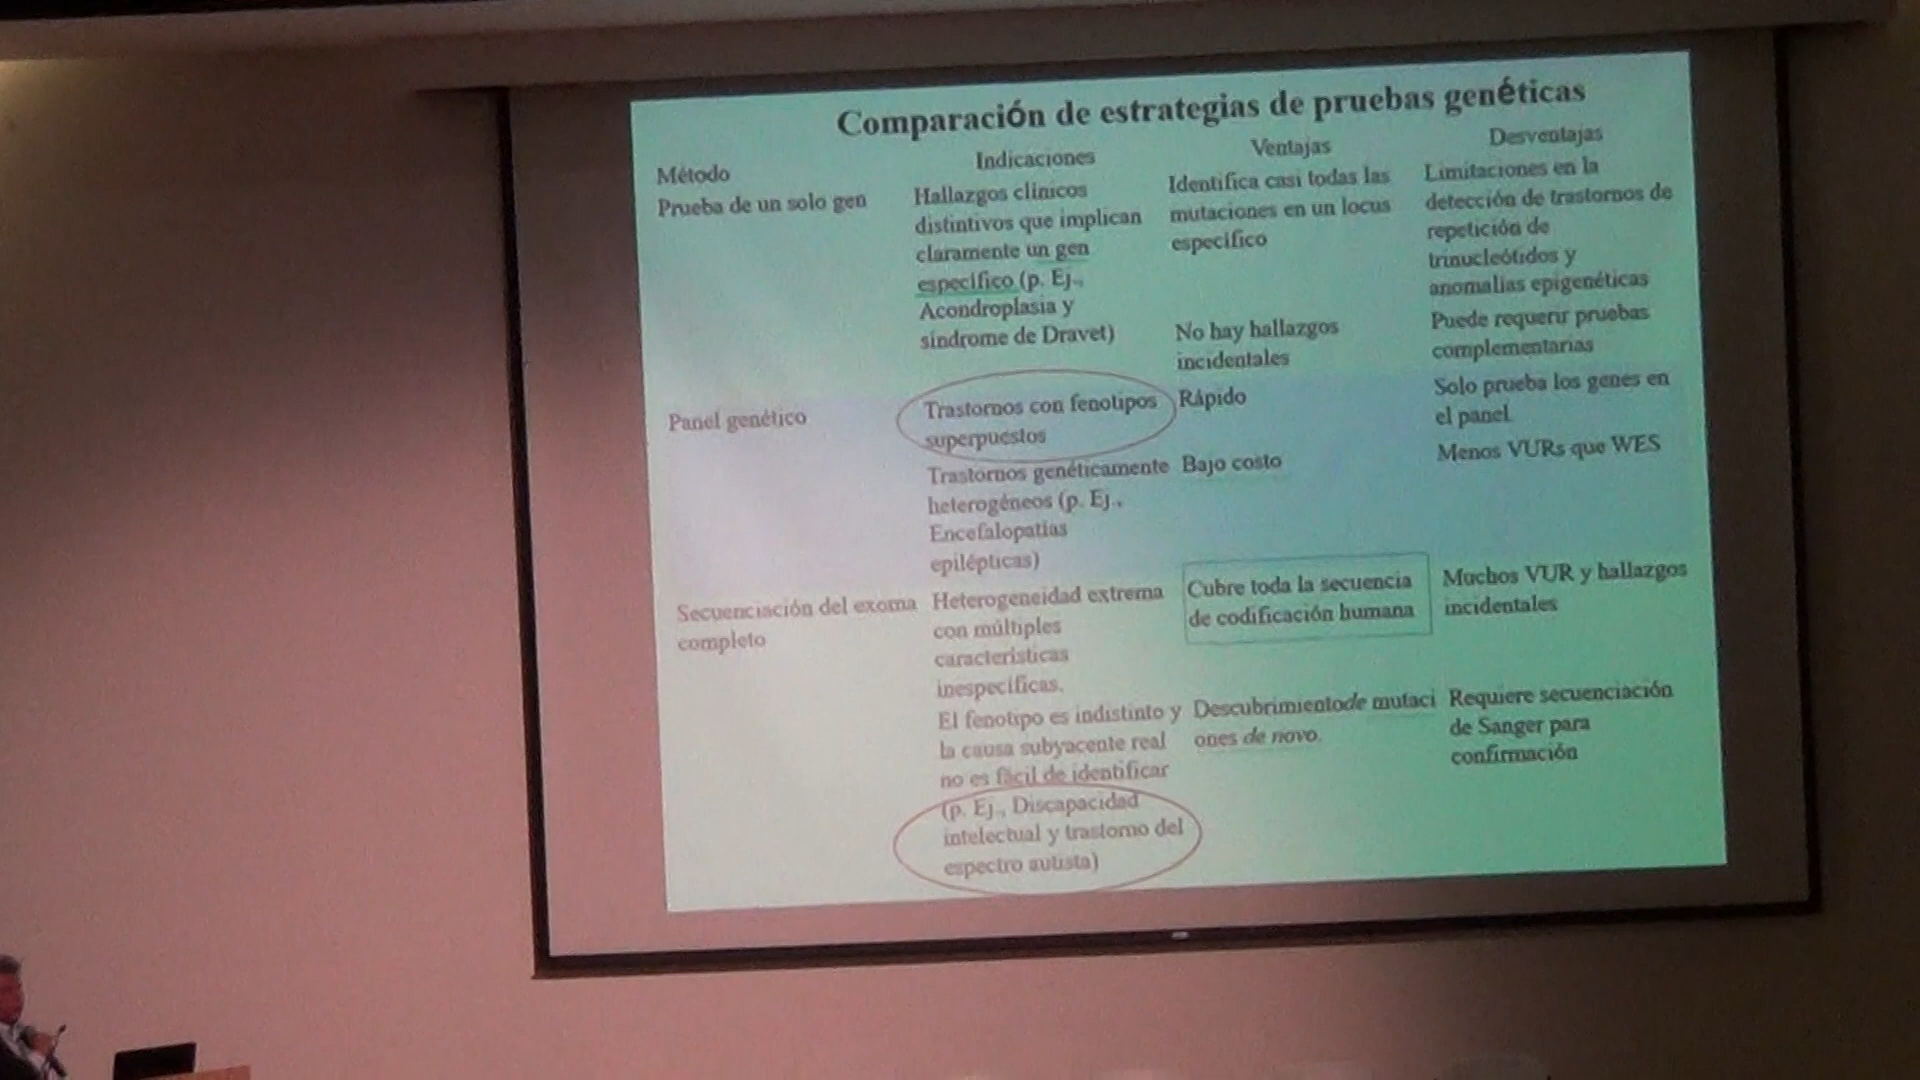 Comparación de estrategias de pruebas genéticas
Método
Indicaciones
Ventajas
Desventajas
Prueba de un solo gen
Hallazgos clínicos
distintivos que implican
claramente un gen
específico (p. Ej.,
Acondroplasia y
síndrome de Dravet)
Identifica casi todas las
mutaciones en un locus
específico
No hay hallazgos
incidentales
Limitaciones en la
detección de trastornos de
repetición de
trinucleótidos y
anomalías epigenéticas
Puede requerir pruebas
complementarias
Panel genético
Trastornos con fenotipos
superpuestos
Trastornos genéticamente
heterogéneos (p. Ej.,
Encefalopatías
epilépticas)
Rápido
Bajo costo
Solo prueba los genes en
el panel.
Menos VURs que WES
Secuenciación del exoma
completo
Heterogeneidad extrema
con múltiples
características
inespecíficas.
El fenotipo es indistinto y
la causa subyacente real
no es fácil de identificar
(p. Ej., Discapacidad
intelectual y trastorno del
espectro autista)
Cubre toda la secuencia
de codificación humana
Descubrimientode mutaci
ones de novo.
Muchos VUR y hallazgos
incidentales
Requiere secuenciación
de Sanger para
confirmación